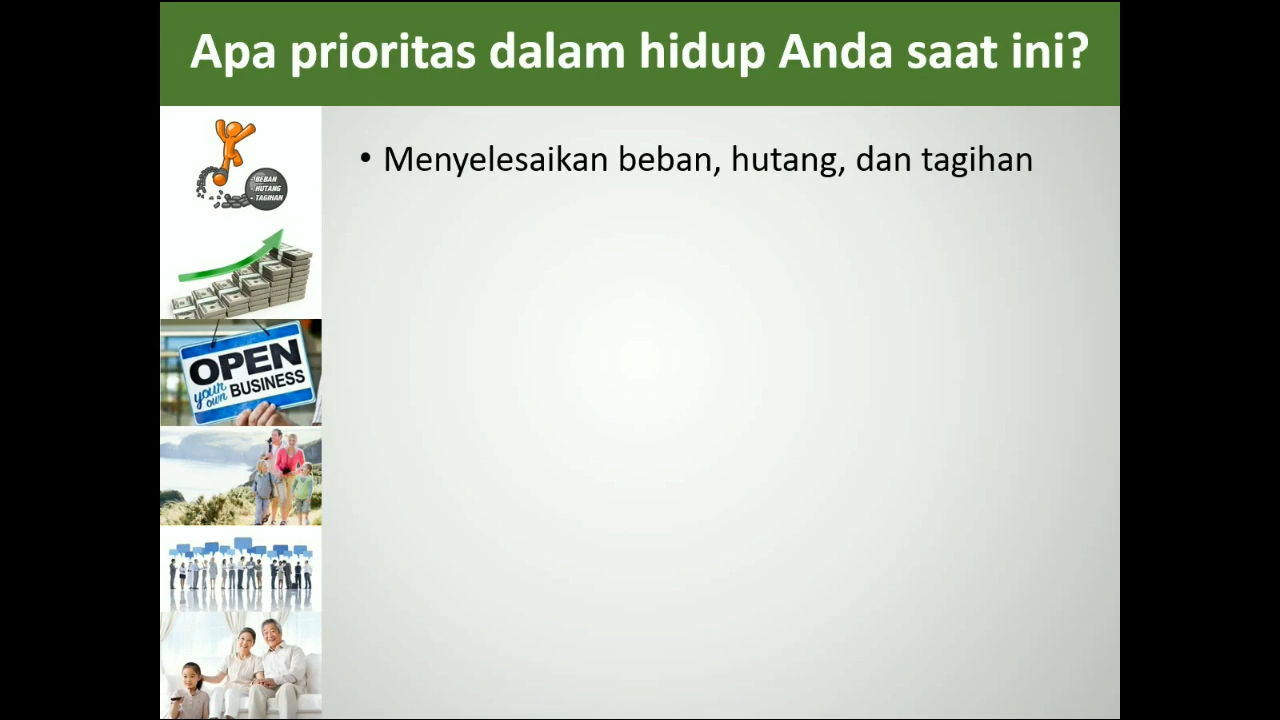 Apa prioritas dalam hidup Anda saat ini?
• Menyelesaikan beban, hutang, dan tagihan
- BEBAN
- HUTANG
- TAGIHAN
OPEN
your own BUSINESS